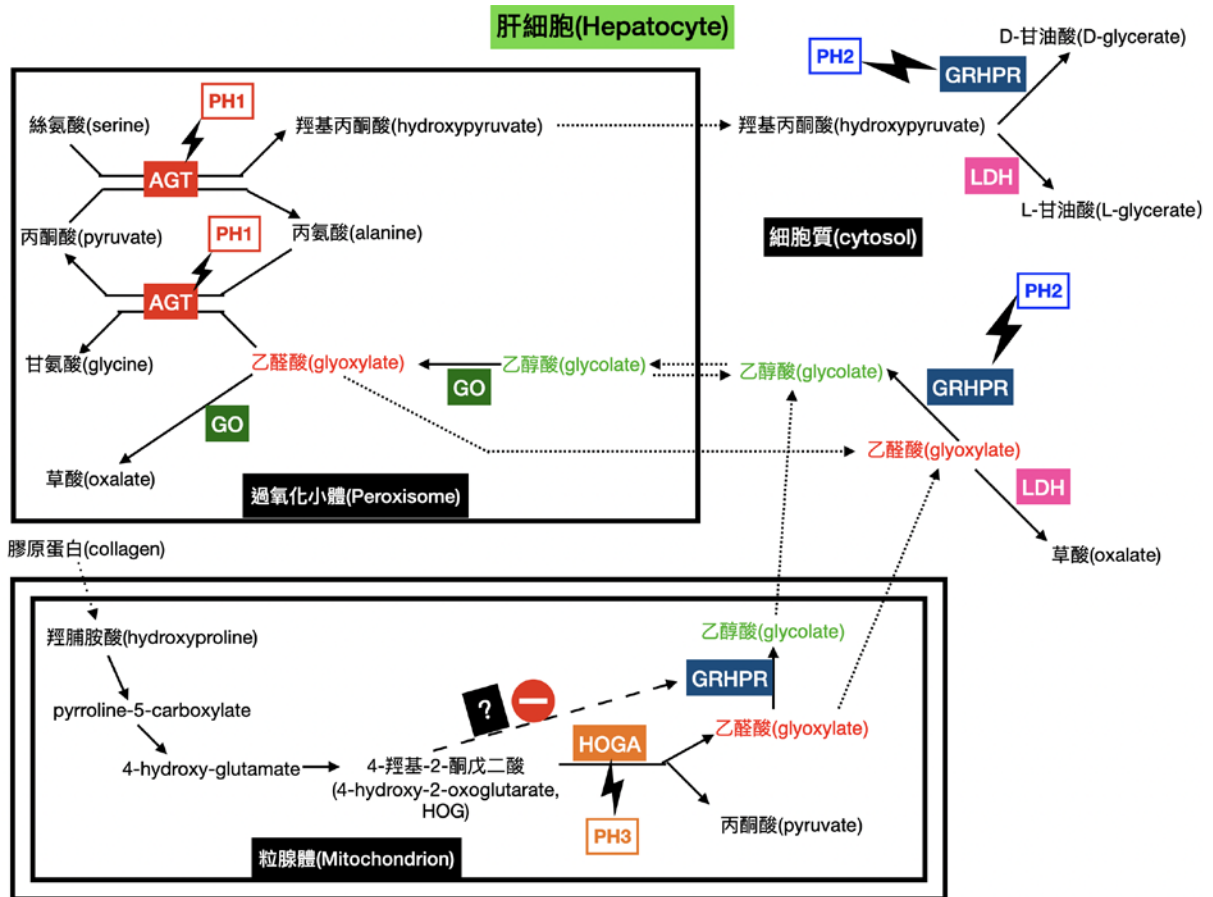 肝細胞(Hepatocyte)
D-甘油酸(D-glycerate)
PH2
GRHPR
PH1
絲氨酸(serine)
羥基丙酮酸(hydroxypyruvate)
羥基丙酮酸(hydroxypyruvate)
AGT
LDH
L-甘油酸(L-glycerate)
丙酮酸(pyruvate)
PH1
丙氨酸(alanine)
細胞質(cytosol)
AGT
PH2
甘氨酸(glycine)
乙醛酸(glyoxylate)
乙醇酸(glycolate)
乙醇酸(glycolate)
GRHPR
GO
GO
乙醛酸(glyoxylate)
草酸(oxalate)
過氧化小體(Peroxisome)
LDH
膠原蛋白(collagen)
草酸(oxalate)
羥脯胺酸(hydroxyproline)
乙醇酸(glycolate)
GRHPR
pyrroline-5-carboxylate
?
乙醛酸(glyoxylate)
HOGA
4-hydroxy-glutamate
4-羥基-2-酮戊二酸
(4-hydroxy-2-oxoglutarate,
HOG)
丙酮酸(pyruvate)
PH3
粒腺體(Mitochondrion)